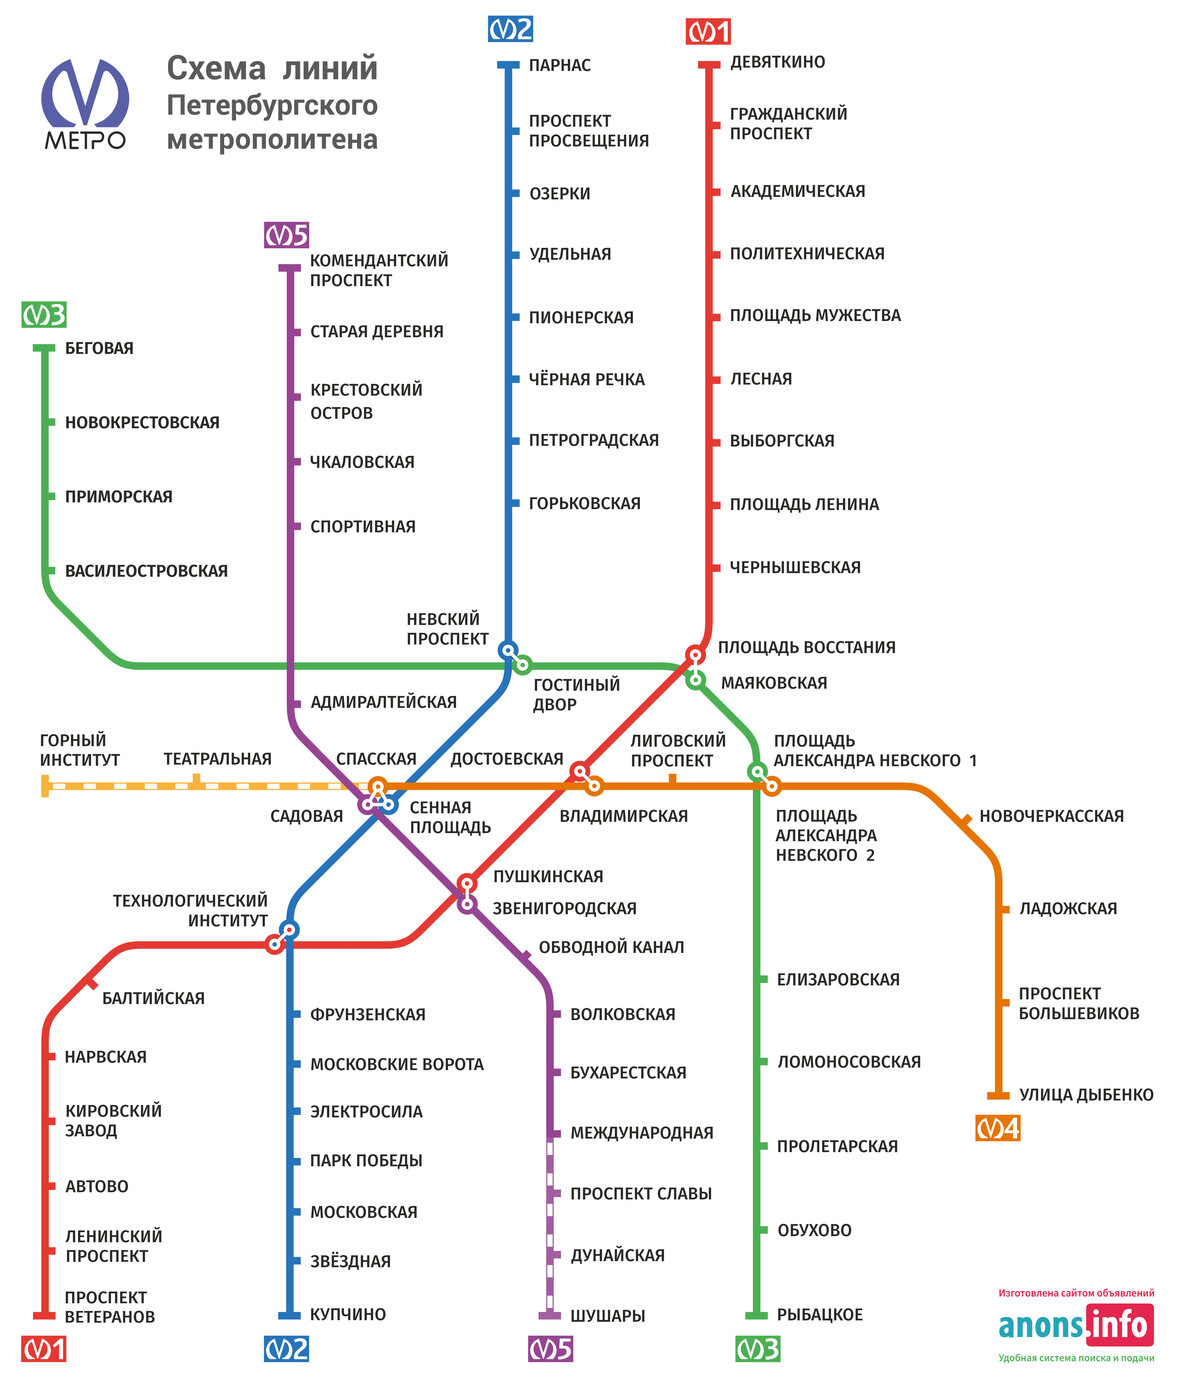 МЕТРО
Схема линий
Петербургского
метрополитена
2
ПАРНАС
ПРОСПЕКТ
ПРОСВЕЩЕНИЯ
ОЗЕРКИ
УДЕЛЬНАЯ
ПИОНЕРСКАЯ
ЧЁРНАЯ РЕЧКА
ПЕТРОГРАДСКАЯ
ГОРЬКОВСКАЯ
1
ДЕВЯТКИНО
ГРАЖДАНСКИЙ
ПРОСПЕКТ
АКАДЕМИЧЕСКАЯ
ПОЛИТЕХНИЧЕСКАЯ
ПЛОЩАДЬ МУЖЕСТВА
ЛЕСНАЯ
ВЫБОРГСКАЯ
ПЛОЩАДЬ ЛЕНИНА
ЧЕРНЫШЕВСКАЯ
5
КОМЕНДАНТСКИЙ
ПРОСПЕКТ
СТАРАЯ ДЕРЕВНЯ
КРЕСТОВСКИЙ
ОСТРОВ
ЧКАЛОВСКАЯ
СПОРТИВНАЯ
3
БЕГОВАЯ
НОВОКРЕСТОВСКАЯ
ПРИМОРСКАЯ
ВАСИЛЕОСТРОВСКАЯ
НЕВСКИЙ
ПРОСПЕКТ
ГОСТИНЫЙ
ДВОР
ПЛОЩАДЬ ВОССТАНИЯ
МАЯКОВСКАЯ
АДМИРАЛТЕЙСКАЯ
ГОРНЫЙ
ИНСТИТУТ
ТЕАТРАЛЬНАЯ
СПАССКАЯ
ДОСТОЕВСКАЯ
ЛИГОВСКИЙ
ПРОСПЕКТ
ПЛОЩАДЬ
АЛЕКСАНДРА НЕВСКОГО 1
САДОВАЯ
СЕННАЯ
ПЛОЩАДЬ
ВЛАДИМИРСКАЯ
ПЛОЩАДЬ
АЛЕКСАНДРА
НЕВСКОГО 2
НОВОЧЕРКАССКАЯ
ПУШКИНСКАЯ
ЗВЕНИГОРОДСКАЯ
ТЕХНОЛОГИЧЕСКИЙ
ИНСТИТУТ
ОБВОДНОЙ КАНАЛ
ЛАДОЖСКАЯ
ПРОСПЕКТ
БОЛЬШЕВИКОВ
УЛИЦА ДЫБЕНКО
4
БАЛТИЙСКАЯ
НАРВСКАЯ
КИРОВСКИЙ
ЗАВОД
АВТОВО
ЛЕНИНСКИЙ
ПРОСПЕКТ
ПРОСПЕКТ
ВЕТЕРАНОВ
1
ФРУНЗЕНСКАЯ
МОСКОВСКИЕ ВОРОТА
ЭЛЕКТРОСИЛА
ПАРК ПОБЕДЫ
МОСКОВСКАЯ
ЗВЁЗДНАЯ
КУПЧИНО
2
ВОЛКОВСКАЯ
БУХАРЕСТСКАЯ
МЕЖДУНАРОДНАЯ
ПРОСПЕКТ СЛАВЫ
ДУНАЙСКАЯ
ШУШАРЫ
5
ЕЛИЗАРОВСКАЯ
ЛОМОНОСОВСКАЯ
ПРОЛЕТАРСКАЯ
ОБУХОВО
РЫБАЦКОЕ
3
Изготовлена сайтом объявлений
anons.info
Удобная система поиска и подачи